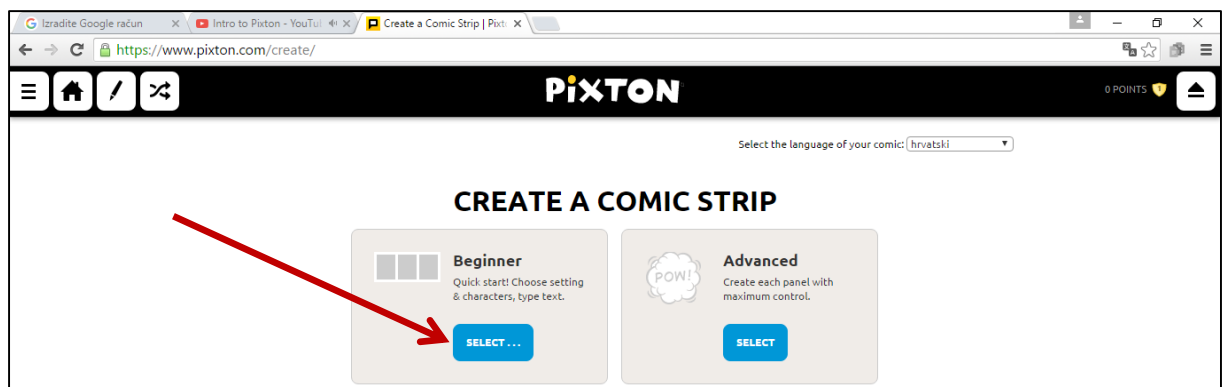 Izradite Google račun
Intro to Pixton - YouTu
Create a Comic Strip | Pixt
https://www.pixton.com/create/
PiXTON
0 POINTS 1
Select the language of your comic: hrvatski
CREATE A COMIC STRIP
Beginner
Quick start! Choose setting
& characters, type text.
SELECT ...
POW!
Advanced
Create each panel with
maximum control.
SELECT